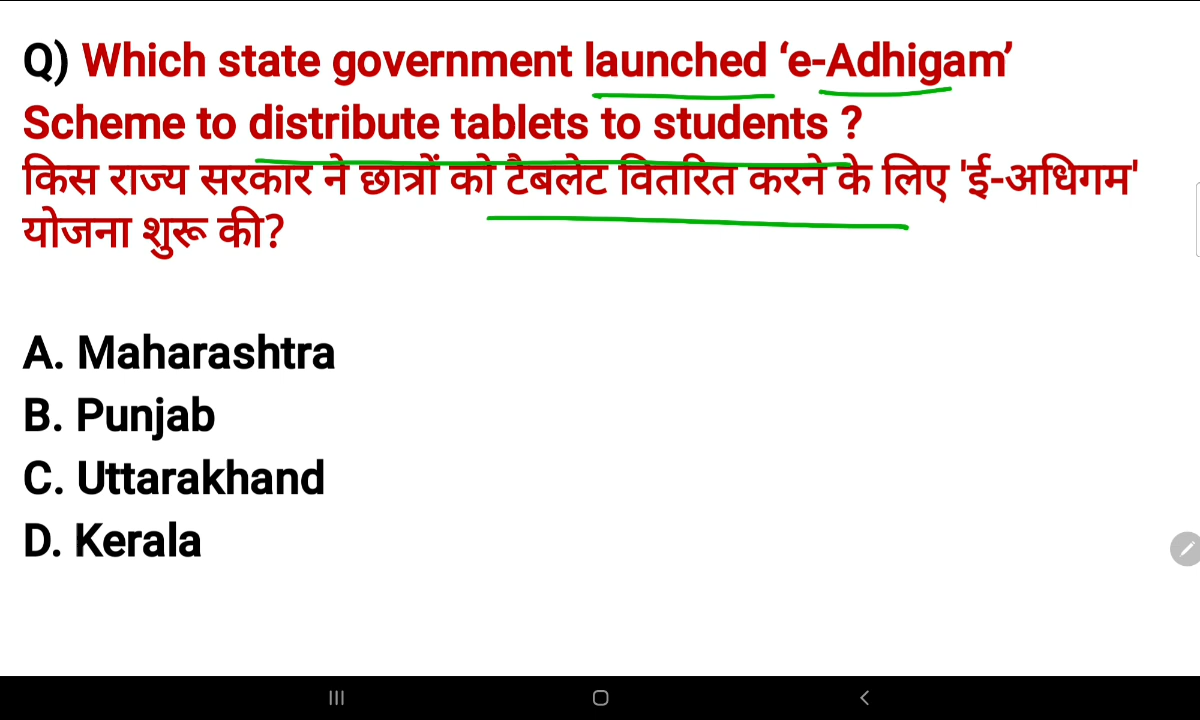 Q) Which state government launched ‘e-Adhigam’
Scheme to distribute tablets to students ?
किस राज्य सरकार ने छात्रों को टैबलेट वितरित करने के लिए 'ई-अधिगम'
योजना शुरू की?
A. Maharashtra
B. Punjab
C. Uttarakhand
D. Kerala